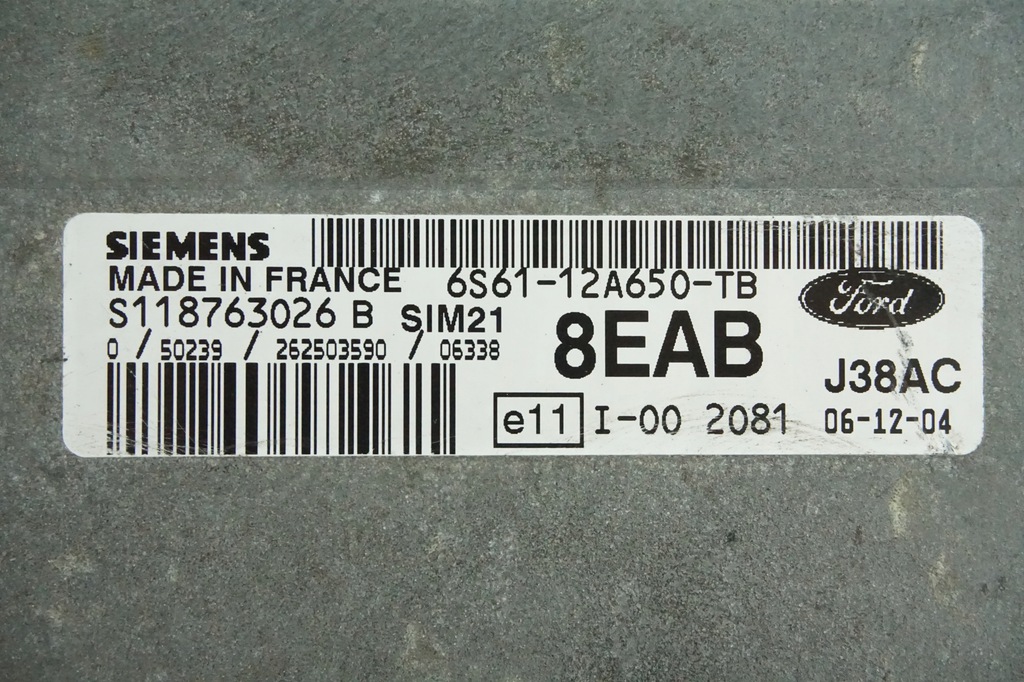 SIEMENS
MADE IN FRANCE 6S61-12A650-TB
Ford
S118763026 B SIM21
8EAB
0 / 50239 / 262503590 / 06338
J38AC
e11 I-00 2081 06-12-04